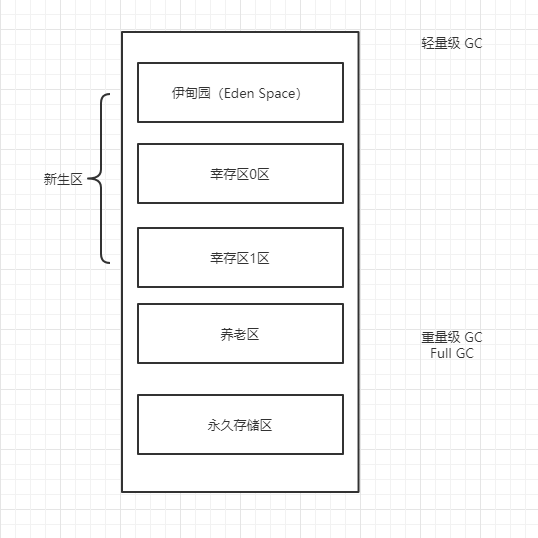 轻量级 GC
伊甸园（Eden Space）
幸存区0区
新生区
幸存区1区
养老区
重量级 GC
Full GC
永久存储区